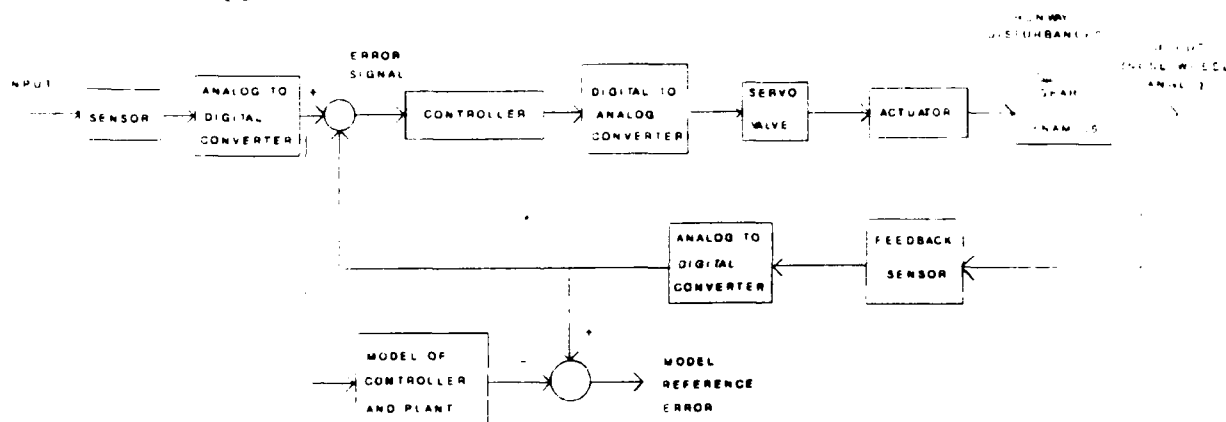 ERROR
SIGNAL
SENSOR
ANALOG TO
DIGITAL
CONVERTER
+
CONTROLLER
DIGITAL TO
ANALOG
CONVERTER
SERVO
VALVE
ACTUATOR
ANALOG TO
DIGITAL
CONVERTER
FEEDBACK
SENSOR
MODEL OF
CONTROLLER
AND PLANT
-
+
MODEL
REFERENCE
ERROR